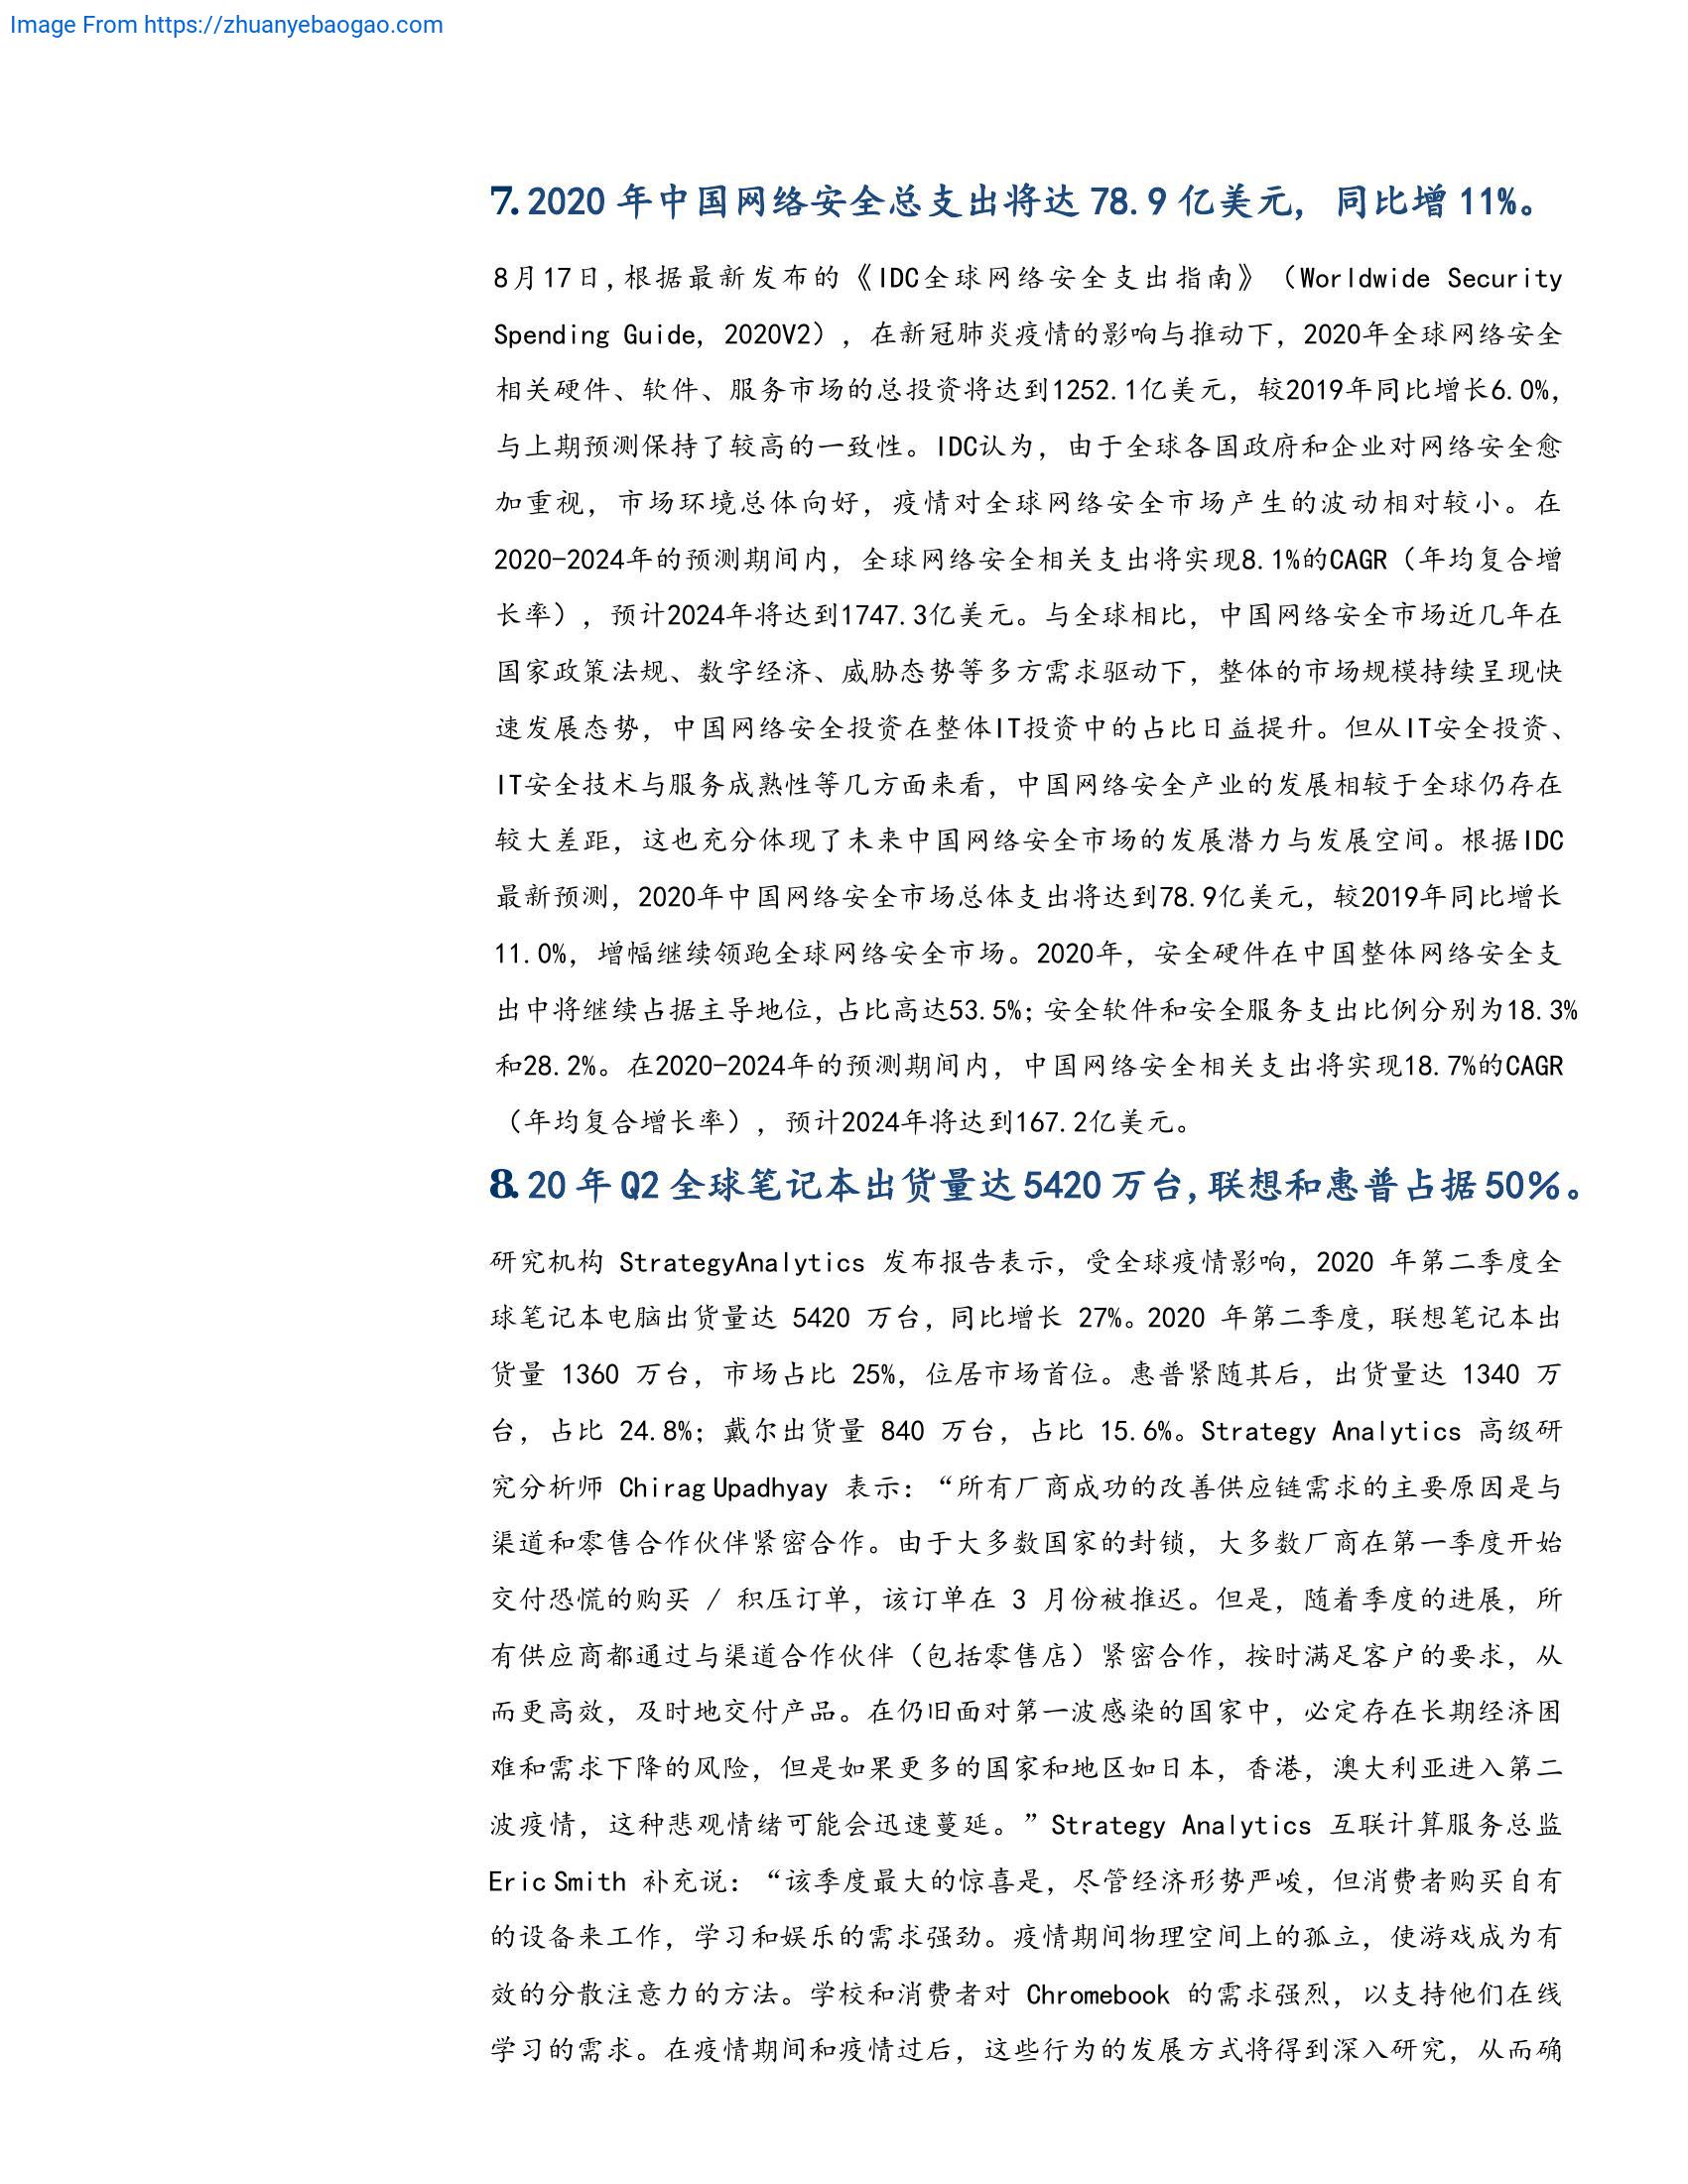 Image From https://zhuanyebaogao.com
7. 2020 年中国网络安全总支出将达 78.9 亿美元, 同比增 11%。
8月17日,根据最新发布的《IDC全球网络安全支出指南》（Worldwide Security
Spending Guide, 2020V2），在新冠肺炎疫情的影响与推动下，2020年全球网络安全
相关硬件、软件、服务市场的总投资将达到1252.1亿美元，较2019年同比增长6.0%，
与上期预测保持了较高的一致性。IDC认为，由于全球各国政府和企业对网络安全愈
加重视，市场环境总体向好，疫情对全球网络安全市场产生的波动相对较小。在
2020-2024年的预测期间内，全球网络安全相关支出将实现8.1%的CAGR（年均复合增
长率），预计2024年将达到1747.3亿美元。与全球相比，中国网络安全市场近几年在
国家政策法规、数字经济、威胁态势等多方需求驱动下，整体的市场规模持续呈现快
速发展态势，中国网络安全投资在整体IT投资中的占比日益提升。但从IT安全投资、
IT安全技术与服务成熟性等几方面来看，中国网络安全产业的发展相较于全球仍存在
较大差距，这也充分体现了未来中国网络安全市场的发展潜力与发展空间。根据IDC
最新预测，2020年中国网络安全市场总体支出将达到78.9亿美元，较2019年同比增长
11.0%，增幅继续领跑全球网络安全市场。2020年，安全硬件在中国整体网络安全支
出中将继续占据主导地位,占比高达53.5%;安全软件和安全服务支出比例分别为18.3%
和28.2%。在2020-2024年的预测期间内，中国网络安全相关支出将实现18.7%的CAGR
（年均复合增长率），预计2024年将达到167.2亿美元。
8. 20 年 Q2 全球笔记本出货量达 5420 万台,联想和惠普占据 50%。
研究机构 StrategyAnalytics 发布报告表示，受全球疫情影响，2020 年第二季度全
球笔记本电脑出货量达 5420 万台，同比增长 27%。2020 年第二季度，联想笔记本出
货量 1360 万台，市场占比 25%，位居市场首位。惠普紧随其后，出货量达 1340 万
台，占比 24.8%；戴尔出货量 840 万台，占比 15.6%。Strategy Analytics 高级研
究分析师 Chirag Upadhyay 表示：“所有厂商成功的改善供应链需求的主要原因是与
渠道和零售合作伙伴紧密合作。由于大多数国家的封锁，大多数厂商在第一季度开始
交付恐慌的购买 / 积压订单，该订单在 3 月份被推迟。但是，随着季度的进展，所
有供应商都通过与渠道合作伙伴（包括零售店）紧密合作，按时满足客户的要求，从
而更高效，及时地交付产品。在仍旧面对第一波感染的国家中，必定存在长期经济困
难和需求下降的风险，但是如果更多的国家和地区如日本，香港，澳大利亚进入第二
波疫情，这种悲观情绪可能会迅速蔓延。”Strategy Analytics 互联计算服务总监
Eric Smith 补充说：“该季度最大的惊喜是，尽管经济形势严峻，但消费者购买自有
的设备来工作，学习和娱乐的需求强劲。疫情期间物理空间上的孤立，使游戏成为有
效的分散注意力的方法。学校和消费者对 Chromebook 的需求强烈，以支持他们在线
学习的需求。在疫情期间和疫情过后，这些行为的发展方式将得到深入研究，从而确